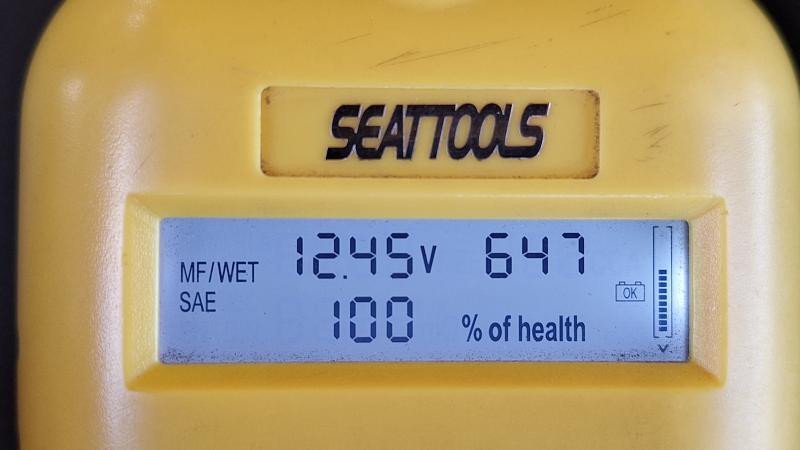 SEATTOOLS
MF/WET 12.45V 647
SAE 100 % of health
OK